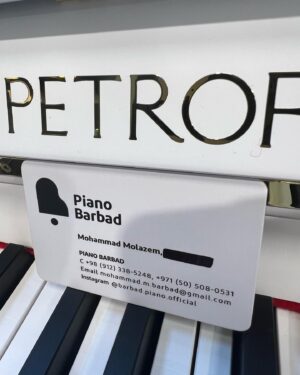 PETROF
Piano
Barbad
Mohammad Molazem,
PIANO BARBAD
C +98 (912) 338-5248, +971 (50) 508-0531
Email mohammad.m.barbad@gmail.com
Instagram @barbad.piano.official